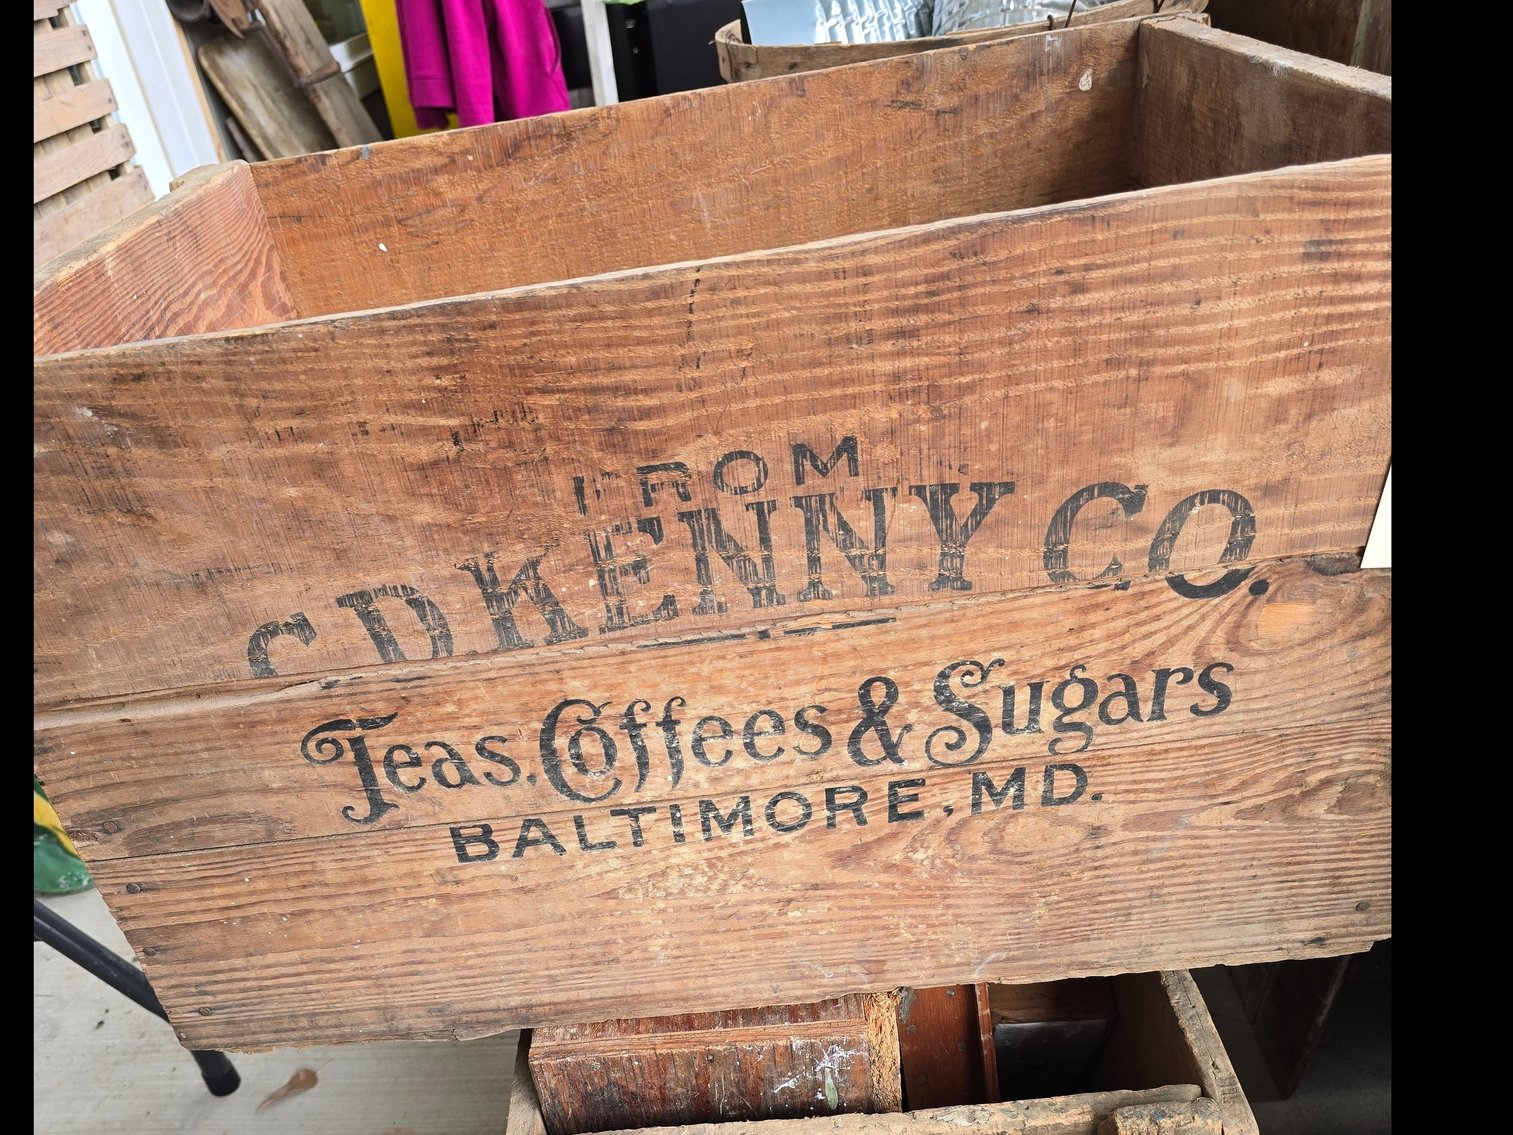 FROM
C.D. KENNY CO.
Teas, Coffees & Sugars
BALTIMORE, MD.